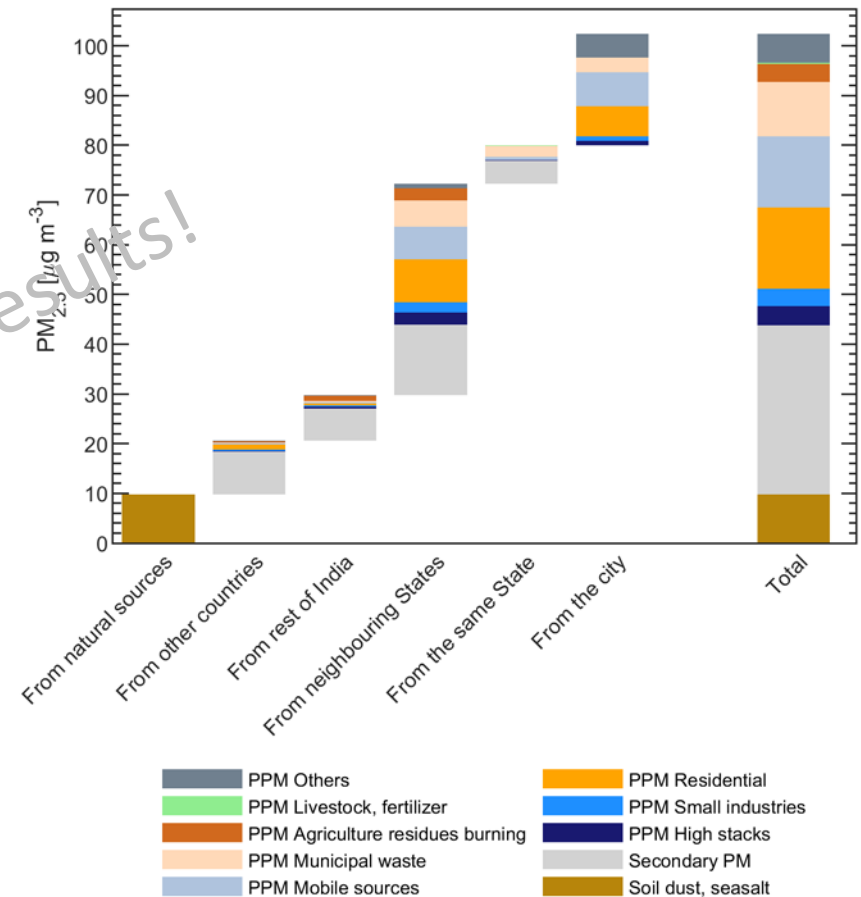 100
90
80
70
60
50
40
30
20
10
0
PM2.5 [µg m-3]
esults!
From natural sources
From other countries
From rest of India
From neighbouring States
From the same State
From the city
Total
PPM Others
PPM Livestock, fertilizer
PPM Agriculture residues burning
PPM Municipal waste
PPM Mobile sources
PPM Residential
PPM Small industries
PPM High stacks
Secondary PM
Soil dust, seasalt